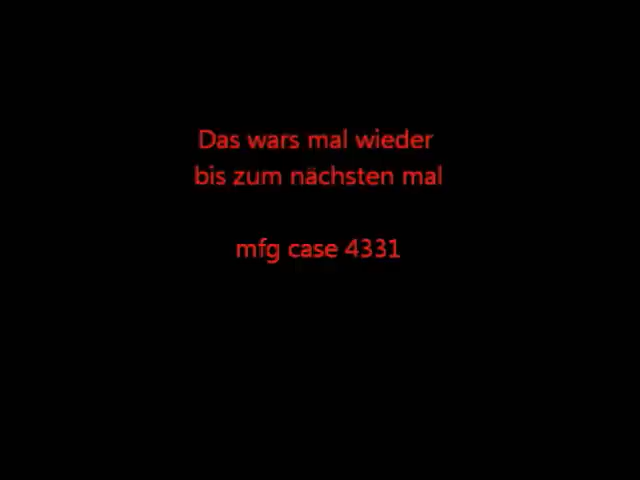 Das wars mal wieder
bis zum nächsten mal
mfg case 4331